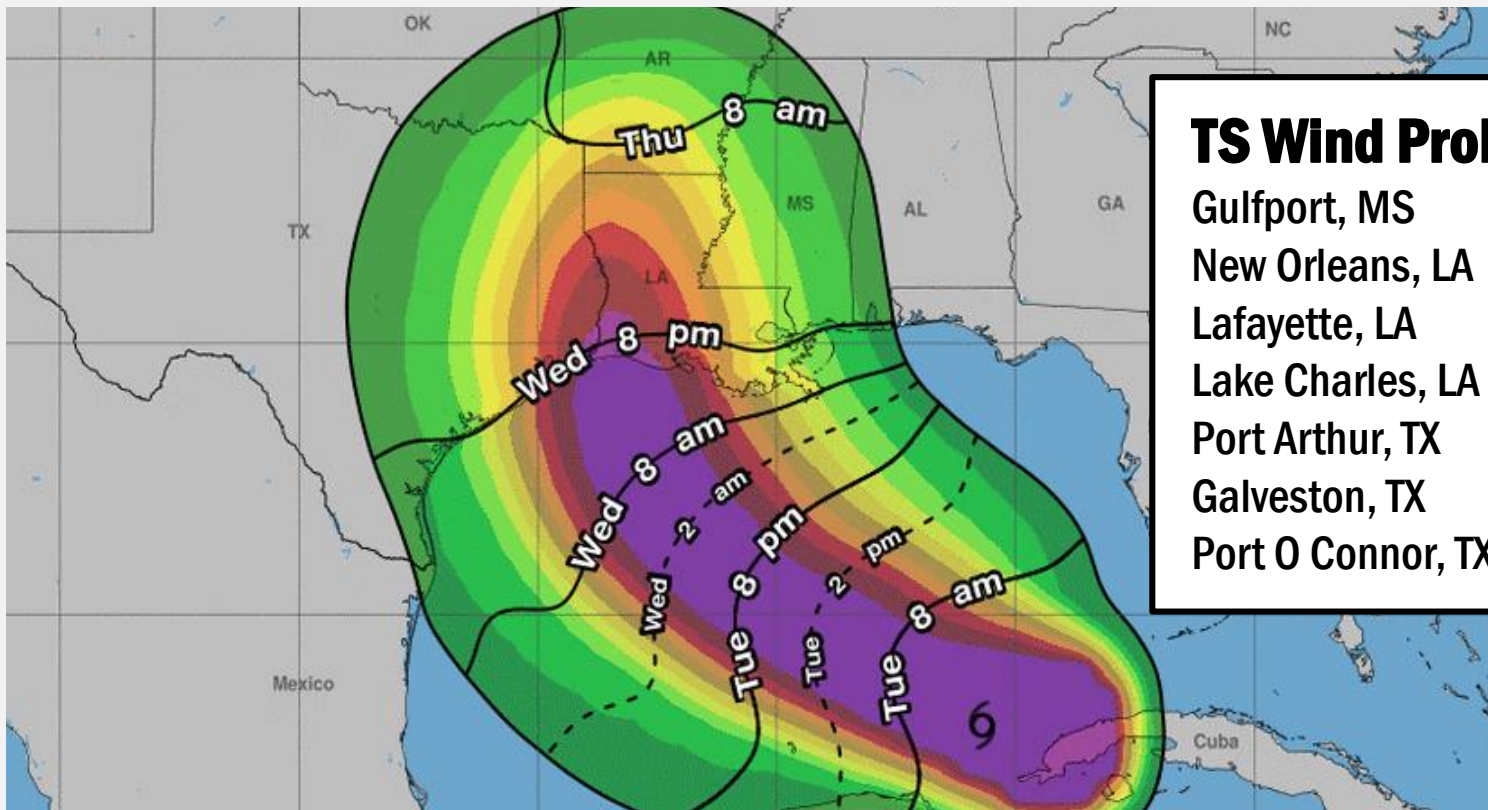 OK
NC
AR
8 am
Thu
MS
AL
GA
TX
LA
8 pm
Wed
8 am
Wed
2 am
Wed
8 pm
Tue
2 pm
Tue
8 am
Tue
Mexico
Cuba
TS Wind Pro
Gulfport, MS
New Orleans, LA
Lafayette, LA
Lake Charles, LA
Port Arthur, TX
Galveston, TX
Port O Connor, TX